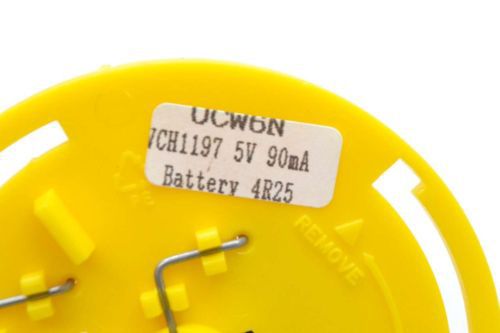 UCW6N
VCH1197 5V 90mA
Battery 4R25
REMOVE